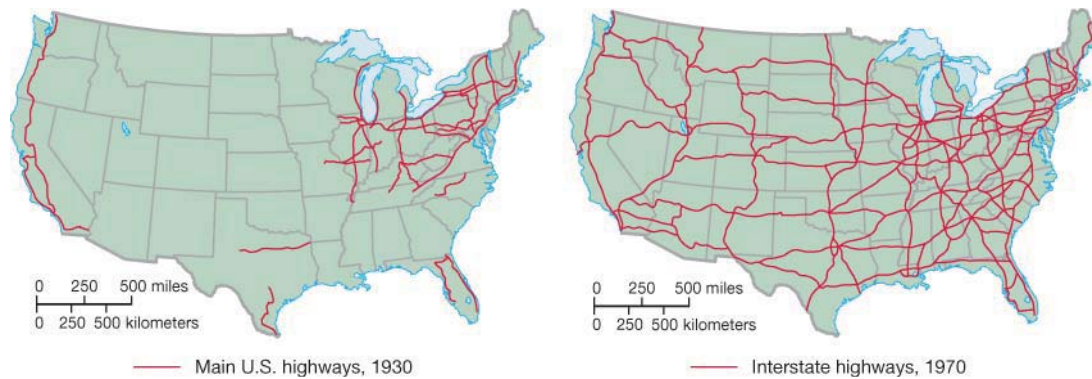 0 250 500 miles
0 250 500 kilometers
Main U.S. highways, 1930
0 250 500 miles
0 250 500 kilometers
Interstate highways, 1970